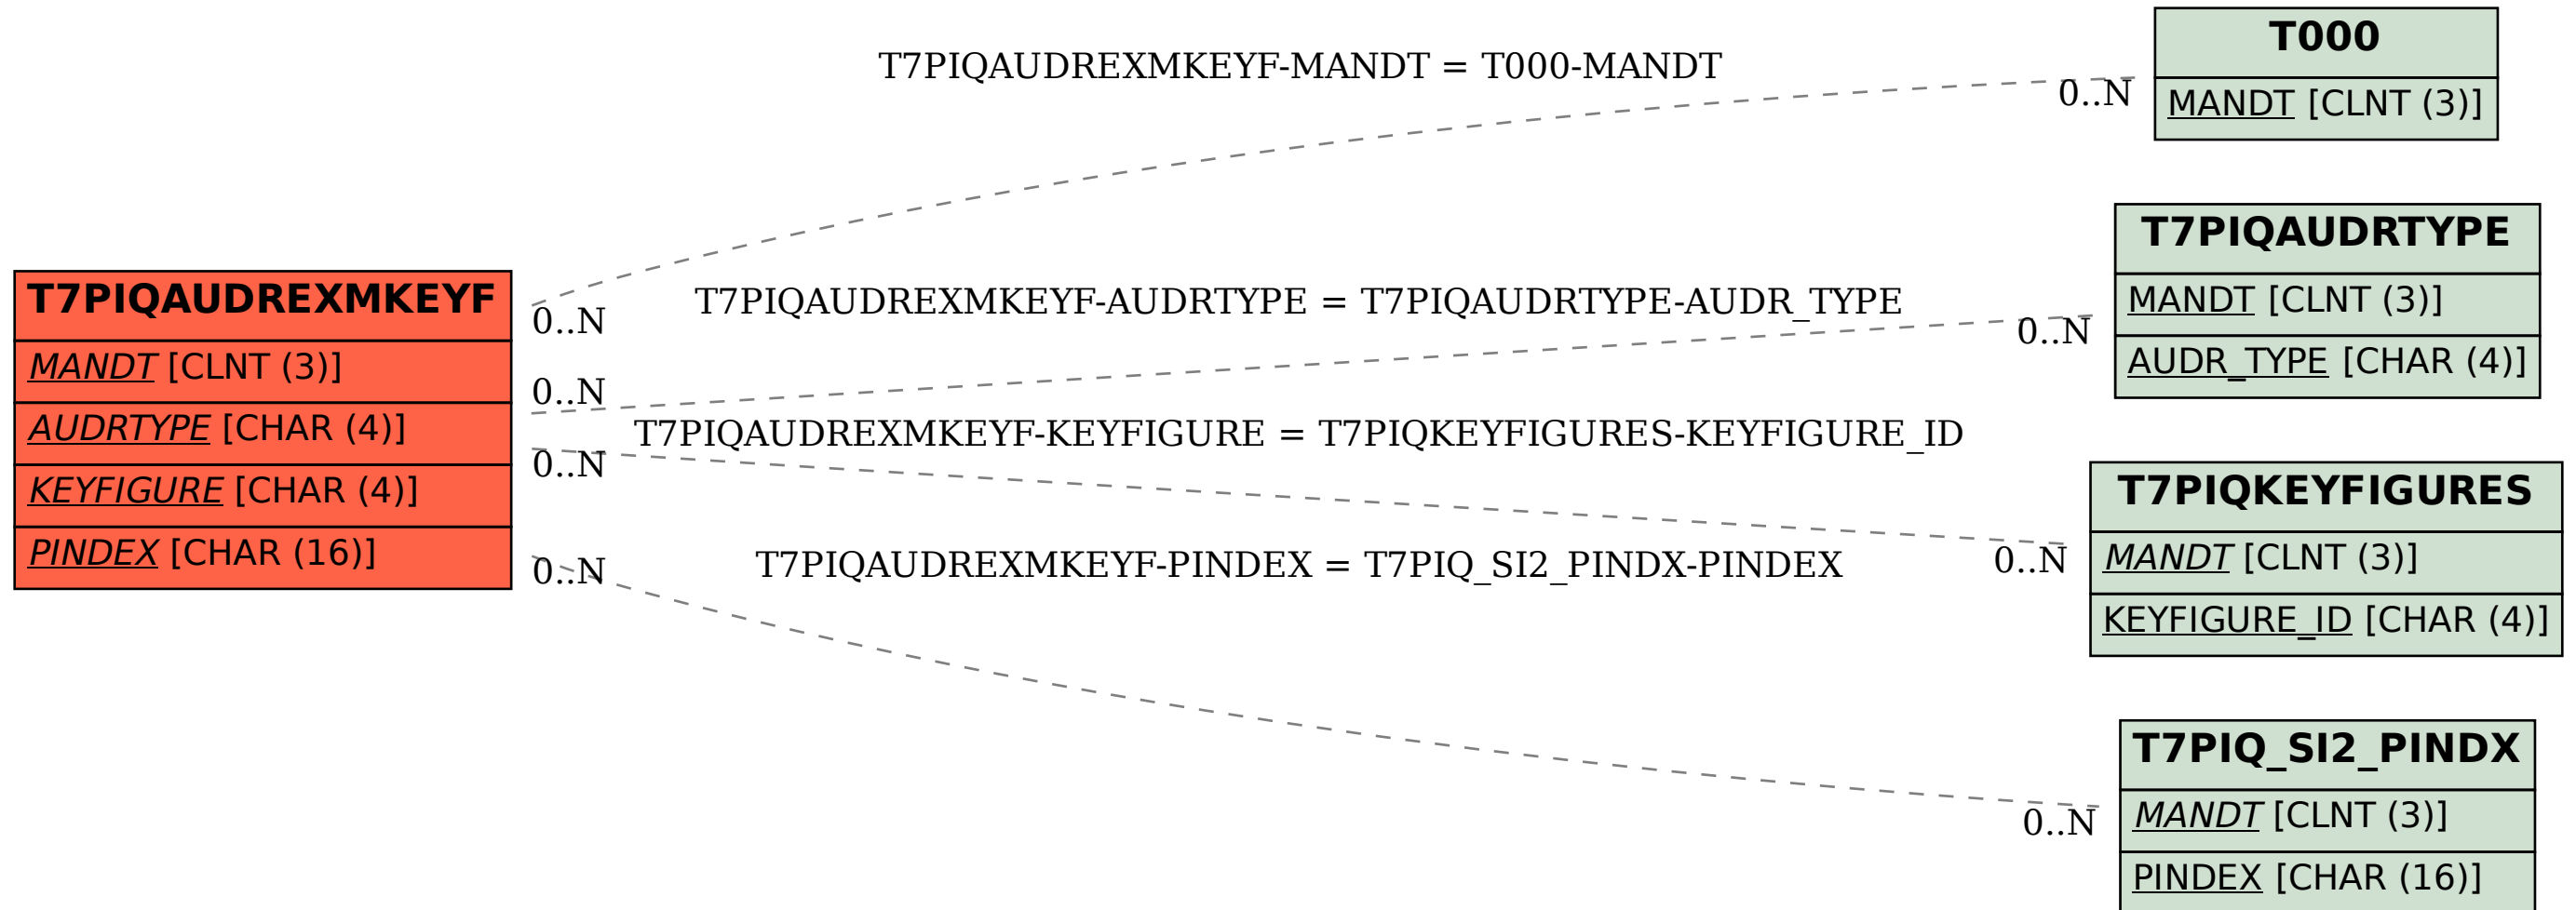 T7PIQAUDREXMKEYF
MANDT [CLNT (3)]
AUDRTYPE [CHAR (4)]
KEYFIGURE [CHAR (4)]
PINDEX [CHAR (16)]
T7PIQAUDREXMKEYF-MANDT = T000-MANDT
0..N
0..N
T7PIQAUDREXMKEYF-AUDRTYPE = T7PIQAUDRTYPE-AUDR_TYPE
0..N
0..N
T7PIQAUDREXMKEYF-KEYFIGURE = T7PIQKEYFIGURES-KEYFIGURE_ID
0..N
0..N
T7PIQAUDREXMKEYF-PINDEX = T7PIQ_SI2_PINDX-PINDEX
0..N
0..N
T000
MANDT [CLNT (3)]
T7PIQAUDRTYPE
MANDT [CLNT (3)]
AUDR_TYPE [CHAR (4)]
T7PIQKEYFIGURES
MANDT [CLNT (3)]
KEYFIGURE_ID [CHAR (4)]
T7PIQ_SI2_PINDX
MANDT [CLNT (3)]
PINDEX [CHAR (16)]